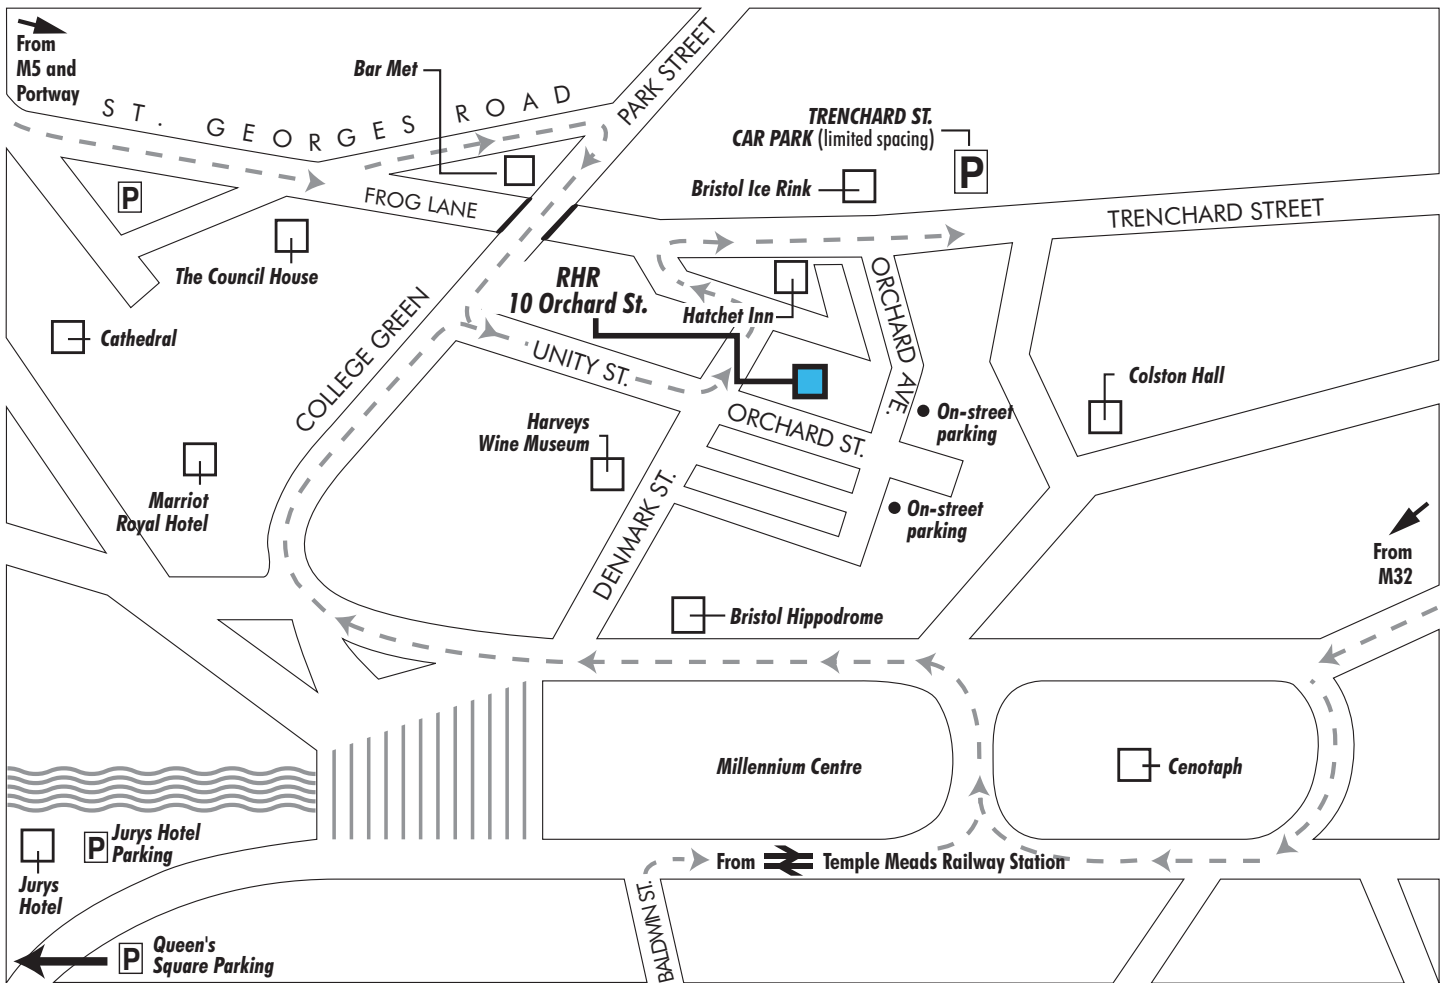 From
M5 and
Portway
ST. GEORGES ROAD
Bar Met
PARK STREET
TRENCHARD ST.
CAR PARK (limited spacing)
P
Bristol Ice Rink
P
FROG LANE
TRENCHARD STREET
The Council House
RHR
10 Orchard St.
Hatchet Inn
ORCHARD AVE.
Cathedral
COLLEGE GREEN
UNITY ST.
Colston Hall
ORCHARD ST.
On-street
parking
Harveys
Wine Museum
Marriot
Royal Hotel
DENMARK ST.
On-street
parking
From
M32
Bristol Hippodrome
Millennium Centre
Cenotaph
P
Jurys Hotel
Parking
From
Temple Meads Railway Station
Jurys
Hotel
BALDWIN ST.
P
Queen's
Square Parking